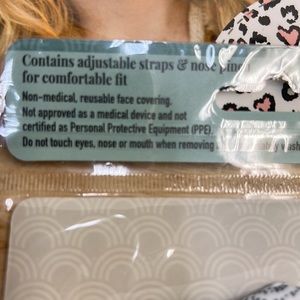 Contains adjustable straps & nose
for comfortable fit
Non-medical, reusable face covering.
Not approved as a medical device and not
certified as Personal Protective Equipment (PPE).
Do not touch eyes, nose or mouth when removing